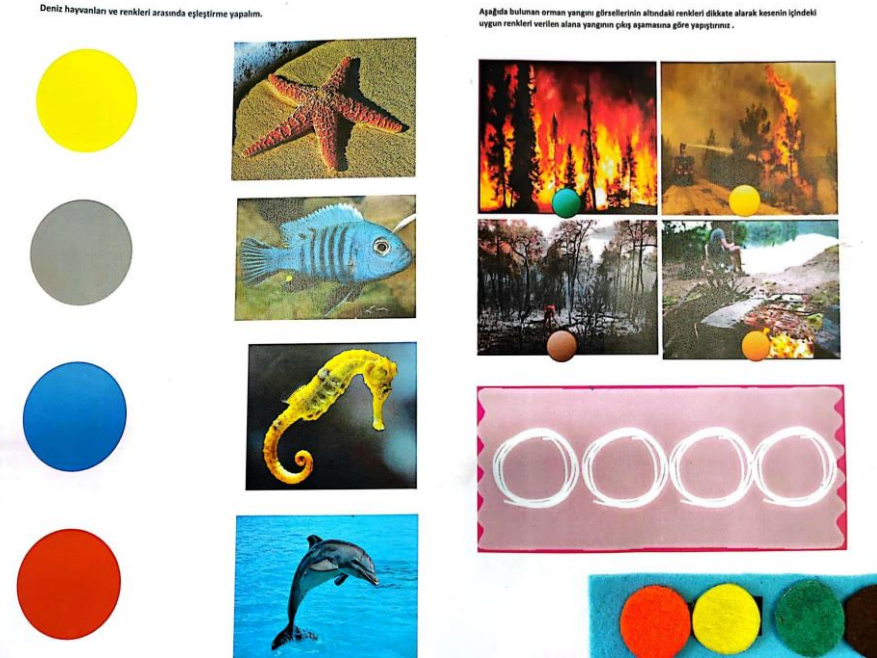 Deniz hayvanları ve renkleri arasında eşleştirme yapalım.
Aşağıda bulunan orman yangını görsellerinin altındaki renkleri dikkate alarak kesenin içindeki
uygun renkleri verilen alana yangının çıkış aşamasına göre yapıştırınız .